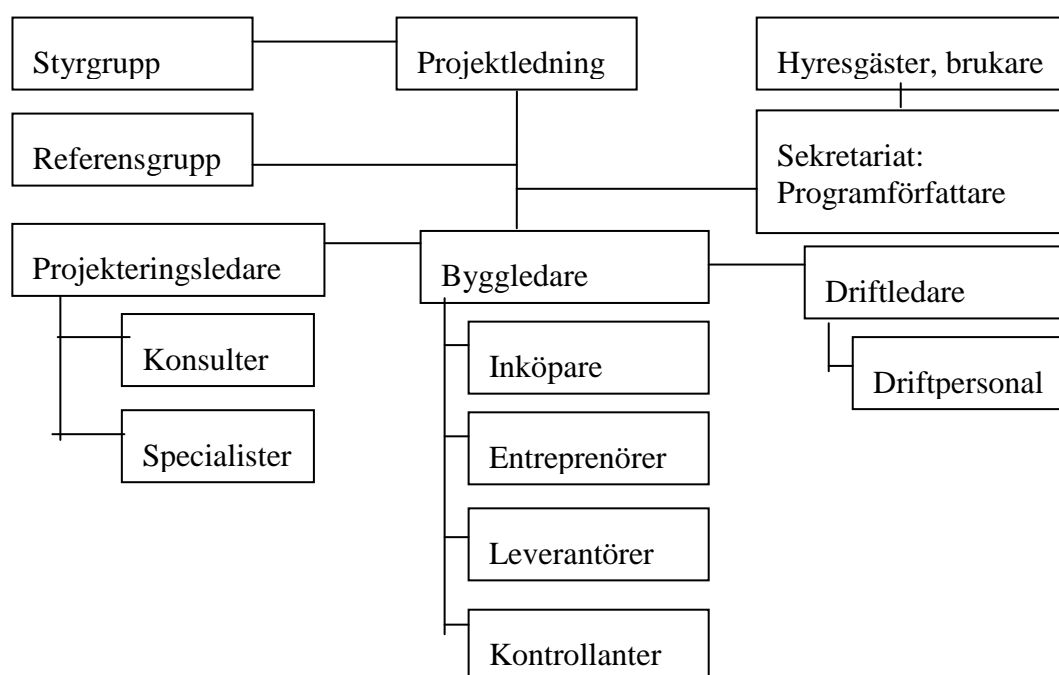 Styrgrupp
Projektledning
Hyresgäster, brukare
Referensgrupp
Sekretariat:
Programförfattare
Projekteringsledare
Byggledare
Driftledare
Konsulter
Inköpare
Driftpersonal
Specialister
Entreprenörer
Leverantörer
Kontrollanter